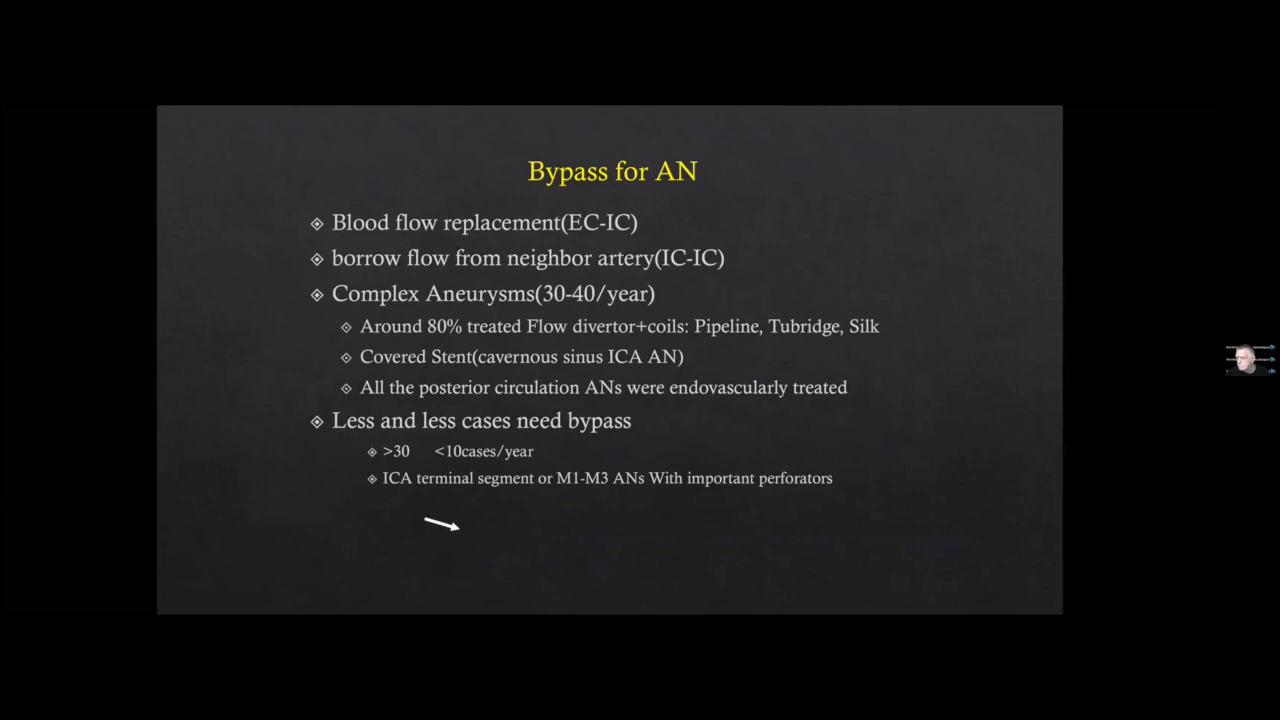 Bypass for AN
Blood flow replacement(EC-IC)
borrow flow from neighbor artery(IC-IC)
Complex Aneurysms(30-40/year)
Around 80% treated Flow divertor+coils: Pipeline, Tubridge, Silk
Covered Stent(cavernous sinus ICA AN)
All the posterior circulation ANs were endovascularly treated
Less and less cases need bypass
>30 <10cases/year
ICA terminal segment or M1-M3 ANs With important perforators